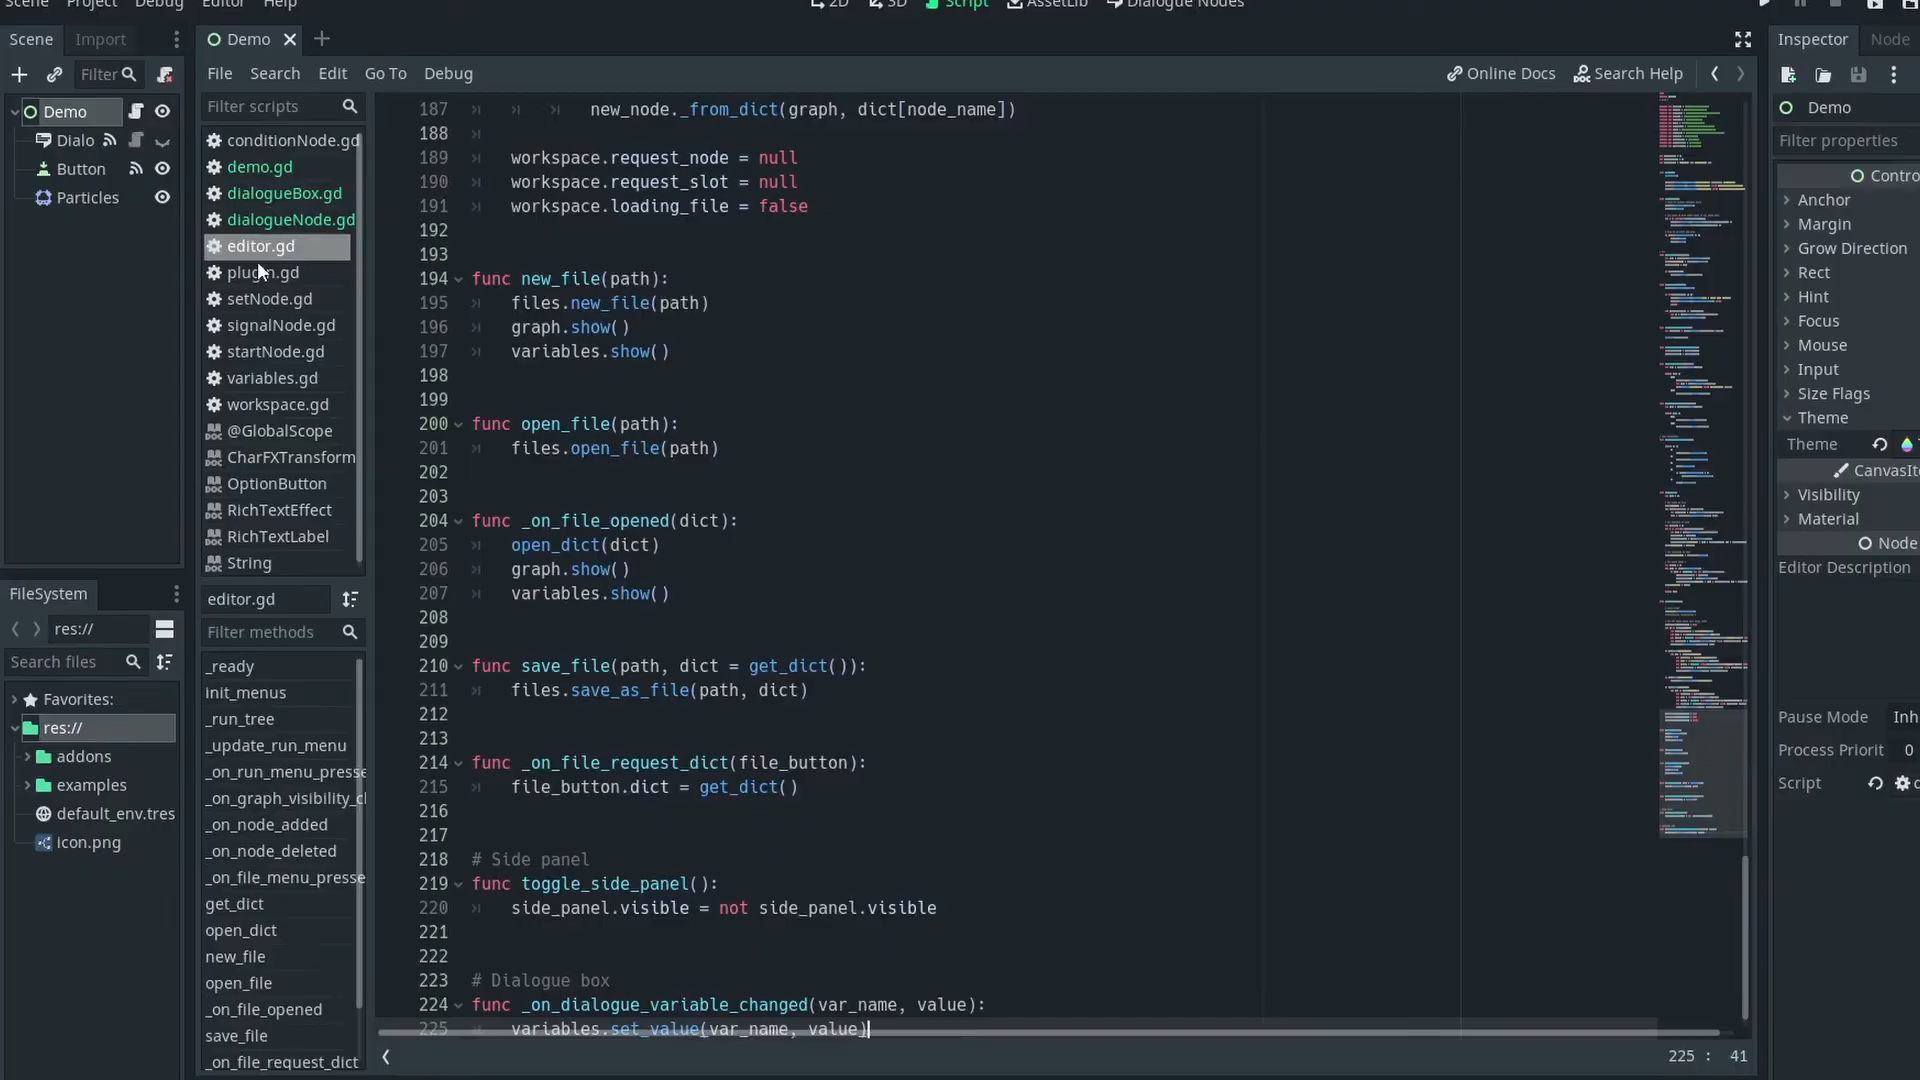 Scene Project Debug Editor Help
2D 3D Script AssetLib Dialogue Nodes
Scene Import
Filter
Demo
Dialo
Button
Particles
FileSystem
res://
Search files
Favorites:
res://
addons
examples
default_env.tres
icon.png
Demo
File Search Edit Go To Debug
Online Docs Search Help
Filter scripts
conditionNode.gd
demo.gd
dialogueBox.gd
dialogueNode.gd
editor.gd
plugin.gd
setNode.gd
signalNode.gd
startNode.gd
variables.gd
workspace.gd
@GlobalScope
CharFXTransform
OptionButton
RichTextEffect
RichTextLabel
String
editor.gd
Filter methods
_ready
init_menus
_run_tree
_update_run_menu
_on_run_menu_presse
_on_graph_visibility_c
_on_node_added
_on_node_deleted
_on_file_menu_presse
get_dict
open_dict
new_file
open_file
_on_file_opened
save_file
_on_file_request_dict
187 new_node._from_dict(graph, dict[node_name])
188
189 workspace.request_node = null
190 workspace.request_slot = null
191 workspace.loading_file = false
192
193
194 func new_file(path):
195 files.new_file(path)
196 graph.show()
197 variables.show()
198
199
200 func open_file(path):
201 files.open_file(path)
202
203
204 func _on_file_opened(dict):
205 open_dict(dict)
206 graph.show()
207 variables.show()
208
209
210 func save_file(path, dict = get_dict()):
211 files.save_as_file(path, dict)
212
213
214 func _on_file_request_dict(file_button):
215 file_button.dict = get_dict()
216
217
218 # Side panel
219 func toggle_side_panel():
220 side_panel.visible = not side_panel.visible
221
222
223 # Dialogue box
224 func _on_dialogue_variable_changed(var_name, value):
225 variables.set_value(var_name, value)
225 : 41
Inspector Node
Demo
Filter properties
Contro
Anchor
Margin
Grow Direction
Rect
Hint
Focus
Mouse
Input
Size Flags
Theme
Theme
CanvasIt
Visibility
Material
Node
Editor Description
Pause Mode Inh
Process Priorit 0
Script